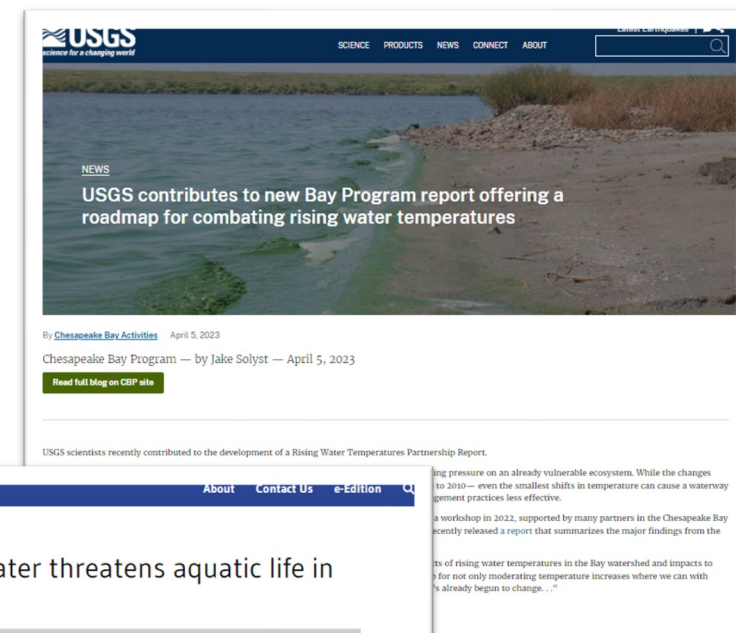 USGS
science for a changing world
Latest Earthquakes |
SCIENCE PRODUCTS NEWS CONNECT ABOUT
NEWS
USGS contributes to new Bay Program report offering a
roadmap for combating rising water temperatures
By Chesapeake Bay Activities April 5, 2023
Chesapeake Bay Program — by Jake Solyst — April 5, 2023
Read full blog on CBP site
USGS scientists recently contributed to the development of a Rising Water Temperatures Partnership Report.
ing pressure on an already vulnerable ecosystem. While the changes
to 2010— even the smallest shifts in temperature can cause a waterway
gement practices less effective.
a workshop in 2022, supported by many partners in the Chesapeake Bay
ecently released a report that summarizes the major findings from the
ts of rising water temperatures in the Bay watershed and impacts to
for not only moderating temperature increases where we can with
's already begun to change. . ."
About Contact Us e-Edition
ater threatens aquatic life in